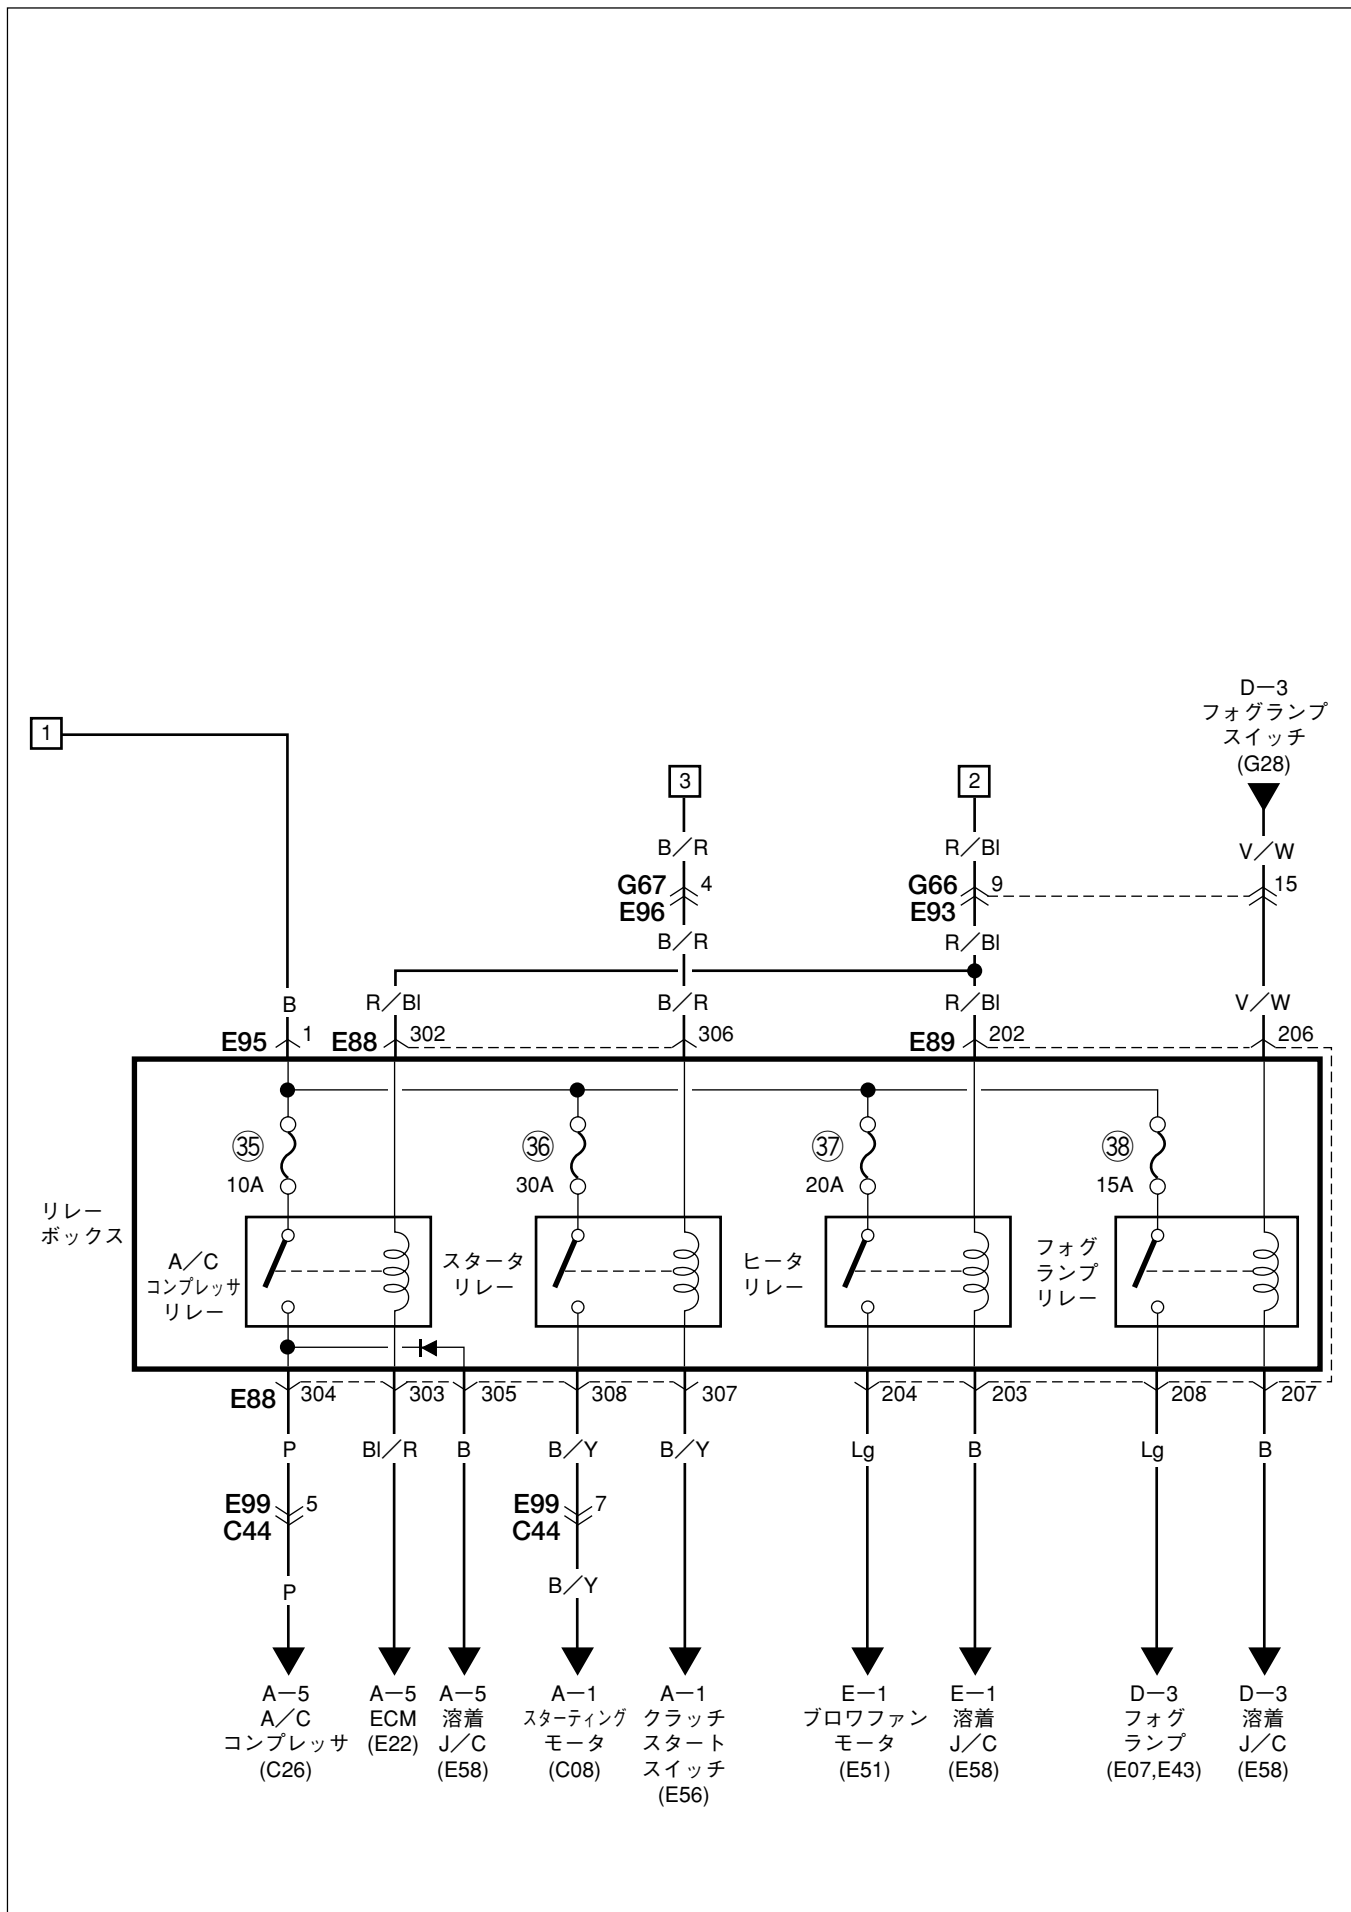 D－3
フォグランプ
スイッチ
(G28)
1
3
2
B／R
R／Bl
V／W
G67
4
G66
9
15
E96
E93
B／R
R／Bl
B
R／Bl
B／R
R／Bl
V／W
E95
1
E88
302
306
E89
202
206
㉟
㊱
㊲
㊳
10A
30A
20A
15A
リレー
ボックス
A／C
コンプレッサ
リレー
スタータ
リレー
ヒータ
リレー
フォグ
ランプ
リレー
E88
304
303
305
308
307
204
203
208
207
P
Bl／R
B
B／Y
B／Y
Lg
B
Lg
B
E99
5
C44
E99
7
C44
P
B／Y
A－5
A／C
コンプレッサ
(C26)
A－5
ECM
(E22)
A－5
溶着
J／C
(E58)
A－1
スターティング
モータ
(C08)
A－1
クラッチ
スタート
スイッチ
(E56)
E－1
ブロワファン
モータ
(E51)
E－1
溶着
J／C
(E58)
D－3
フォグ
ランプ
(E07,E43)
D－3
溶着
J／C
(E58)